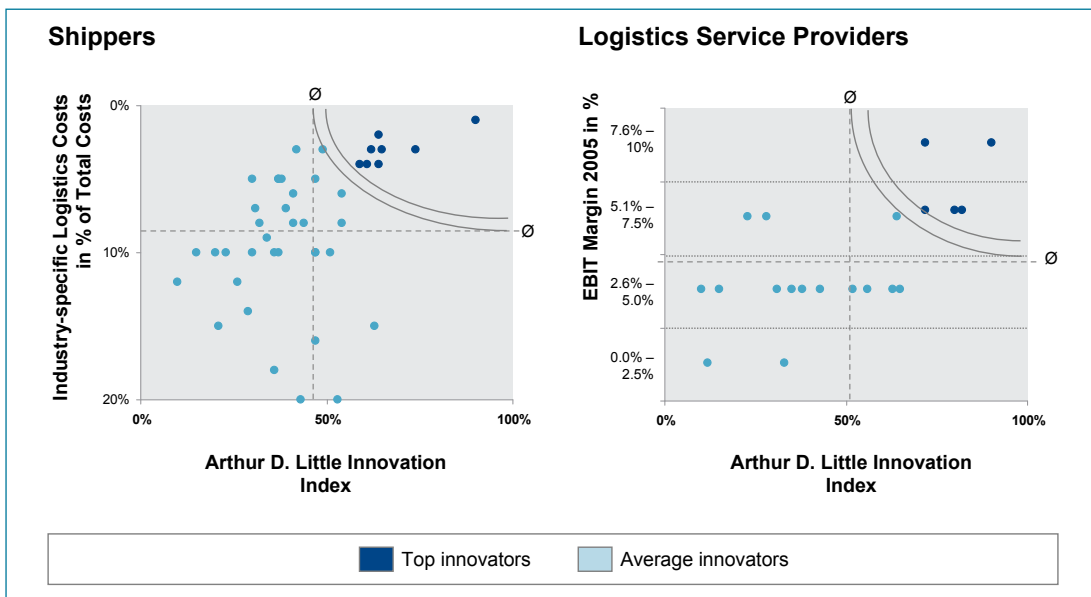 Shippers
Industry-specific Logistics Costs
in % of Total Costs
0%
10%
20%
0%
50%
100%
Ø
Ø
Arthur D. Little Innovation
Index
Logistics Service Providers
EBIT Margin 2005 in %
7.6% –
10%
5.1% –
7.5%
2.6% –
5.0%
0.0% –
2.5%
0%
50%
100%
Ø
Ø
Arthur D. Little Innovation
Index
Top innovators
Average innovators